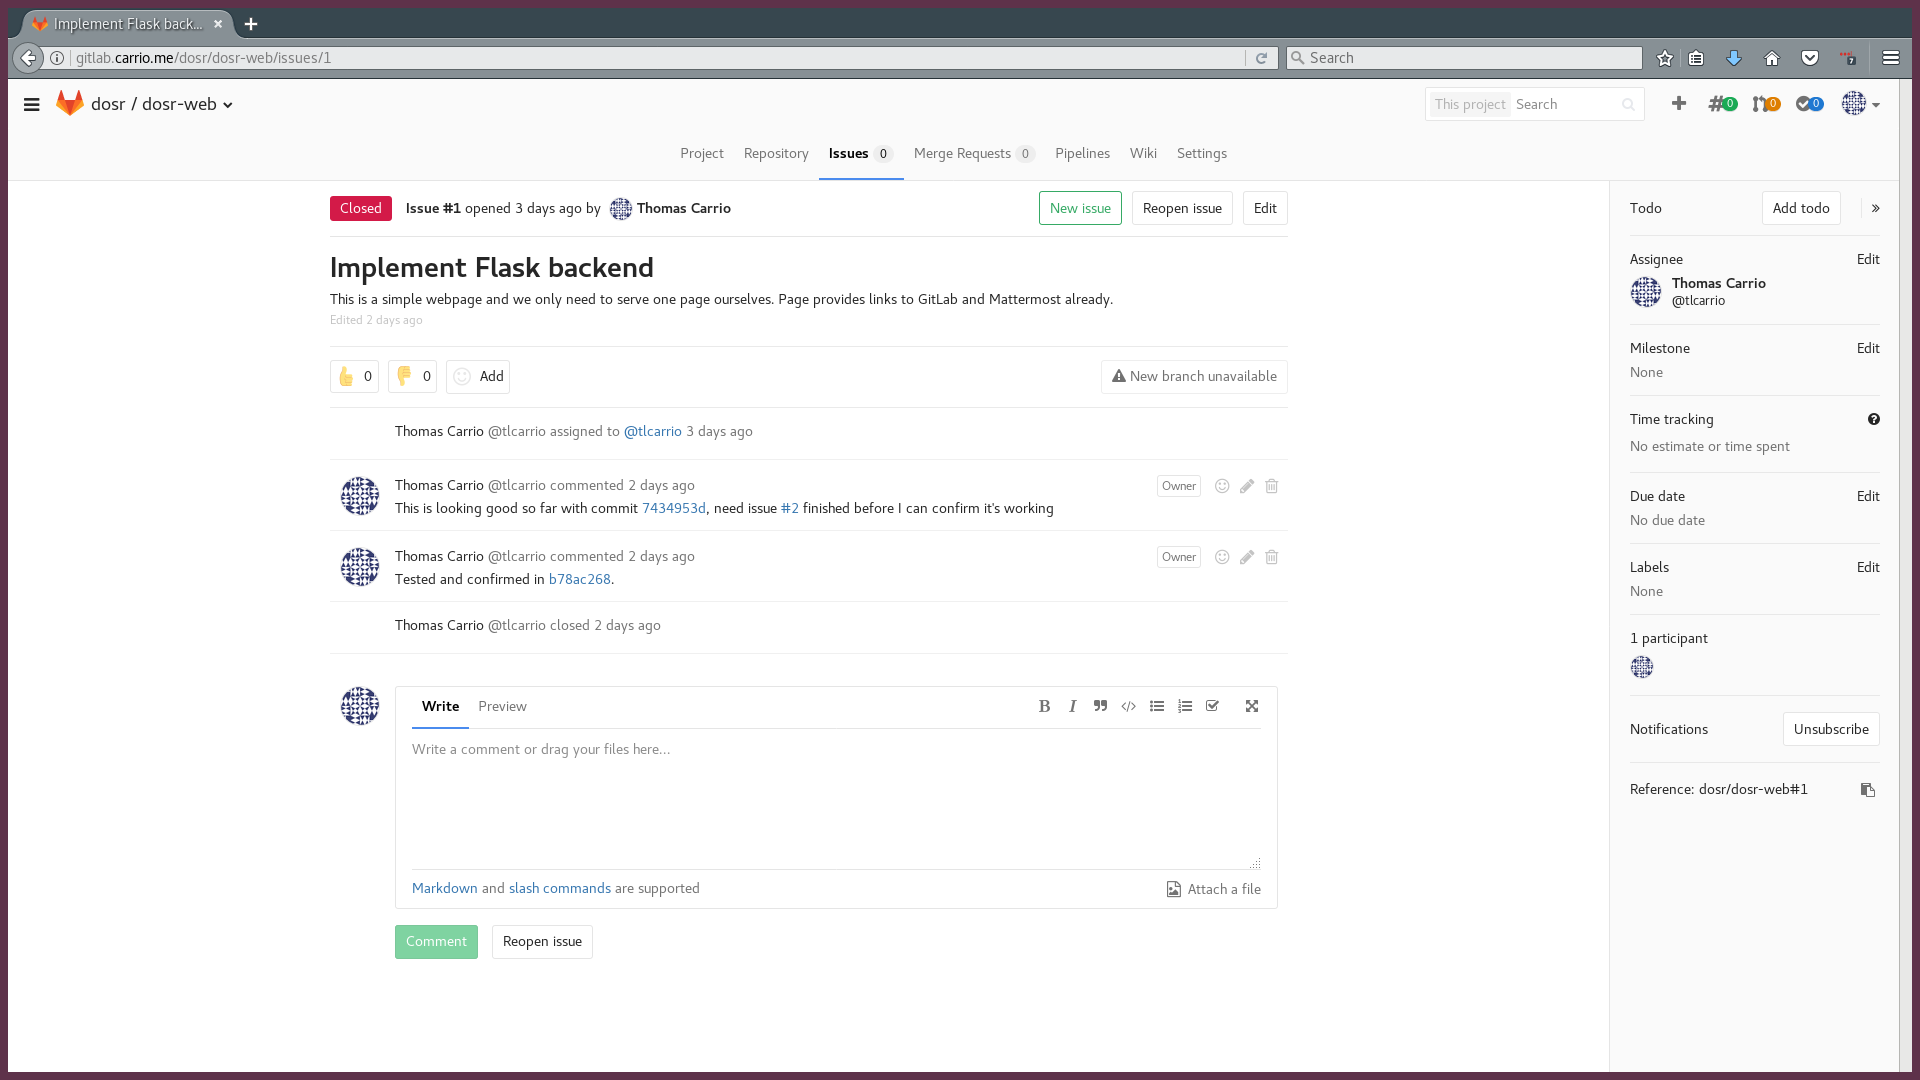 Implement Flask back...
gitlab.carrio.me/dosr/dosr-web/issues/1
Search
7
dosr / dosr-web
This project Search
0 0 0
Project Repository Issues 0 Merge Requests 0 Pipelines Wiki Settings
Closed Issue #1 opened 3 days ago by Thomas Carrio
New issue Reopen issue Edit
Implement Flask backend
This is a simple webpage and we only need to serve one page ourselves. Page provides links to GitLab and Mattermost already.
Edited 2 days ago
0 0 Add
New branch unavailable
Thomas Carrio @tlcarrio assigned to @tlcarrio 3 days ago
Thomas Carrio @tlcarrio commented 2 days ago
Owner
This is looking good so far with commit 7434953d, need issue #2 finished before I can confirm it's working
Thomas Carrio @tlcarrio commented 2 days ago
Owner
Tested and confirmed in b78ac268.
Thomas Carrio @tlcarrio closed 2 days ago
Write Preview
B I
Write a comment or drag your files here...
Markdown and slash commands are supported
Attach a file
Comment Reopen issue
Todo Add todo »
Assignee Edit
Thomas Carrio
@tlcarrio
Milestone Edit
None
Time tracking
No estimate or time spent
Due date Edit
No due date
Labels Edit
None
1 participant
Notifications Unsubscribe
Reference: dosr/dosr-web#1